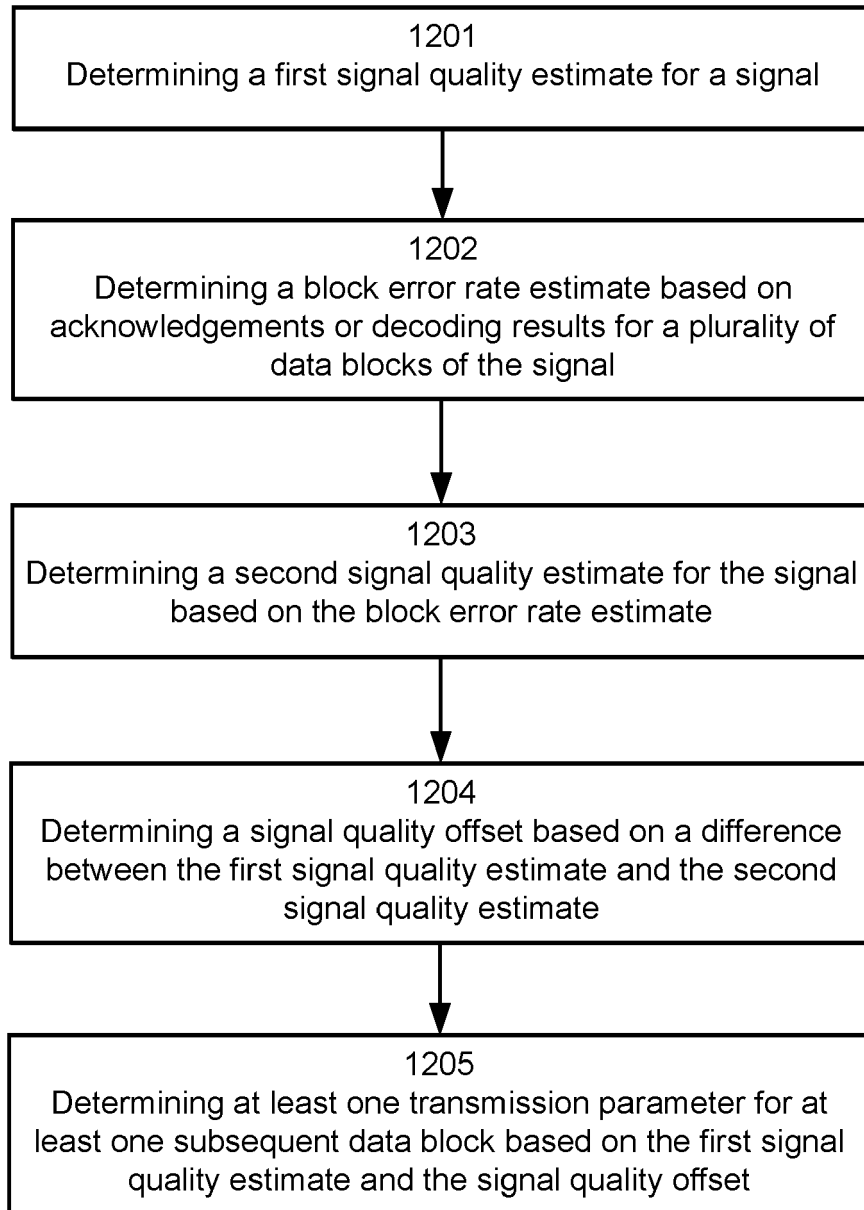 1201
Determining a first signal quality estimate for a signal
1202
Determining a block error rate estimate based on
acknowledgements or decoding results for a plurality of
data blocks of the signal
1203
Determining a second signal quality estimate for the signal
based on the block error rate estimate
1204
Determining a signal quality offset based on a difference
between the first signal quality estimate and the second
signal quality estimate
1205
Determining at least one transmission parameter for at
least one subsequent data block based on the first signal
quality estimate and the signal quality offset